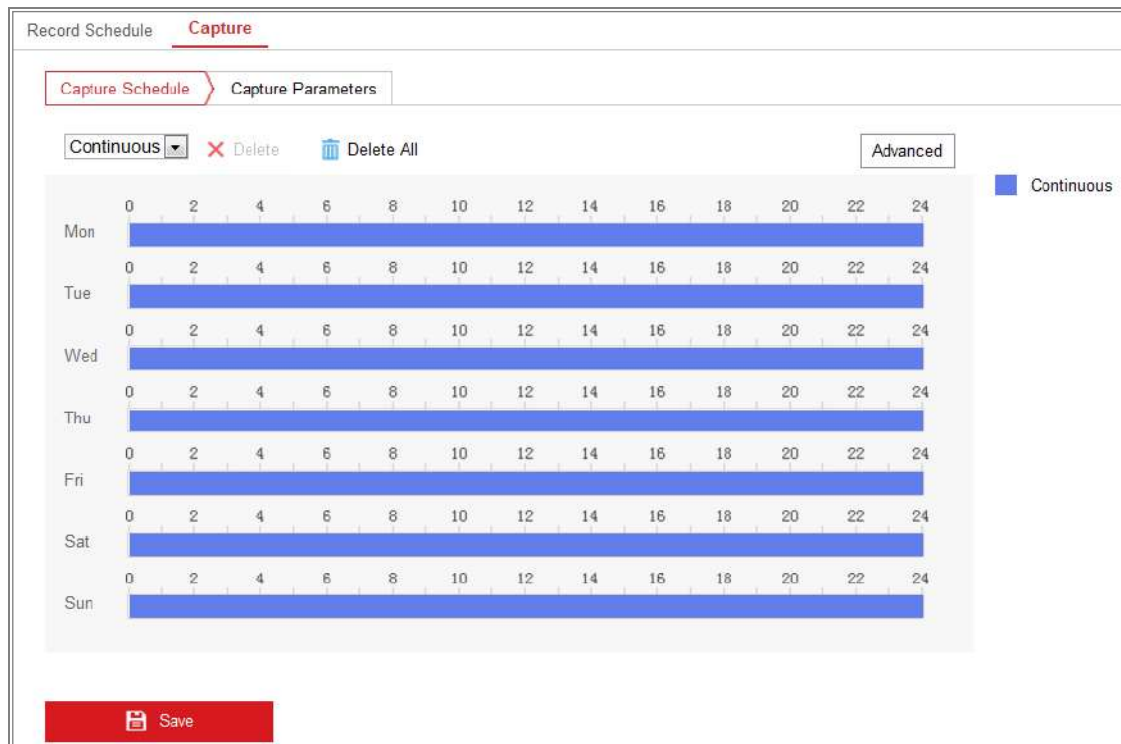 Record Schedule Capture
Capture Schedule Capture Parameters
Continuous Delete Delete All Advanced
Continuous
0 2 4 6 8 10 12 14 16 18 20 22 24
Mon
0 2 4 6 8 10 12 14 16 18 20 22 24
Tue
0 2 4 6 8 10 12 14 16 18 20 22 24
Wed
0 2 4 6 8 10 12 14 16 18 20 22 24
Thu
0 2 4 6 8 10 12 14 16 18 20 22 24
Fri
0 2 4 6 8 10 12 14 16 18 20 22 24
Sat
0 2 4 6 8 10 12 14 16 18 20 22 24
Sun
Save